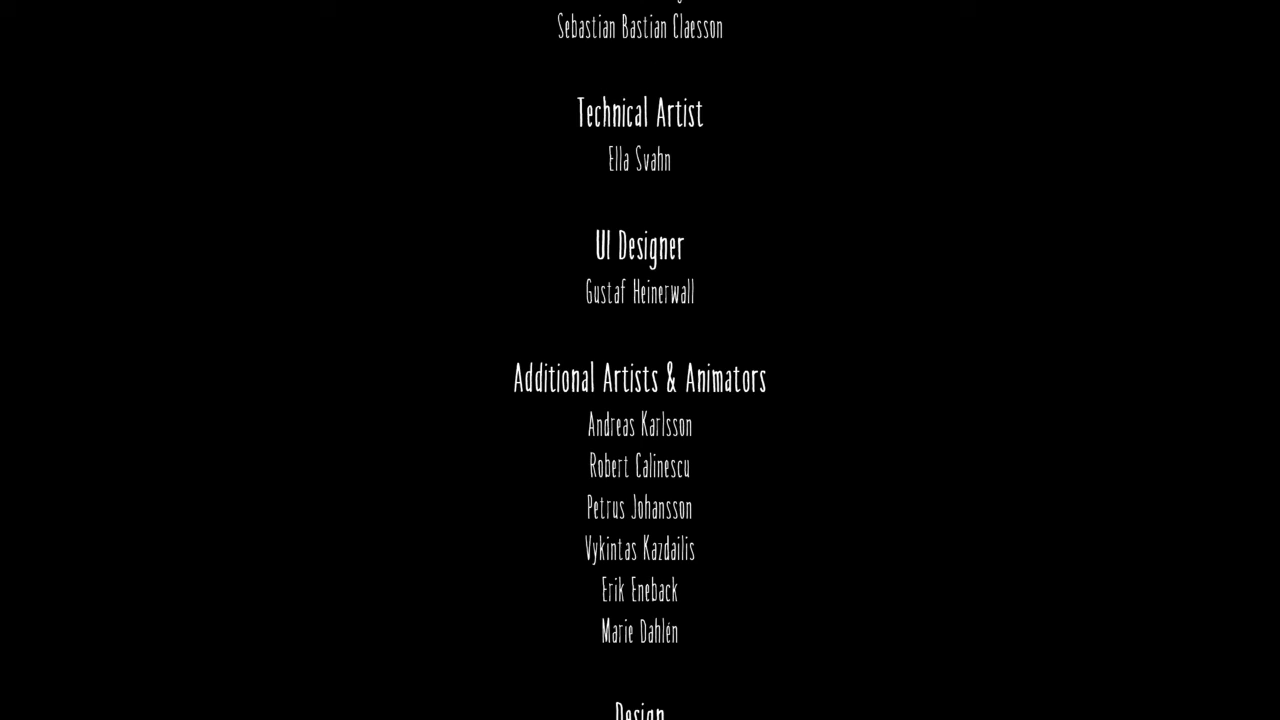 Sebastian Bastian Claesson
Technical Artist
Ella Svahn
UI Designer
Gustaf Heinerwall
Additional Artists & Animators
Andreas Karlsson
Robert Calinescu
Petrus Johansson
Vykintas Kazdailis
Erik Eneback
Marie Dahlén
Design